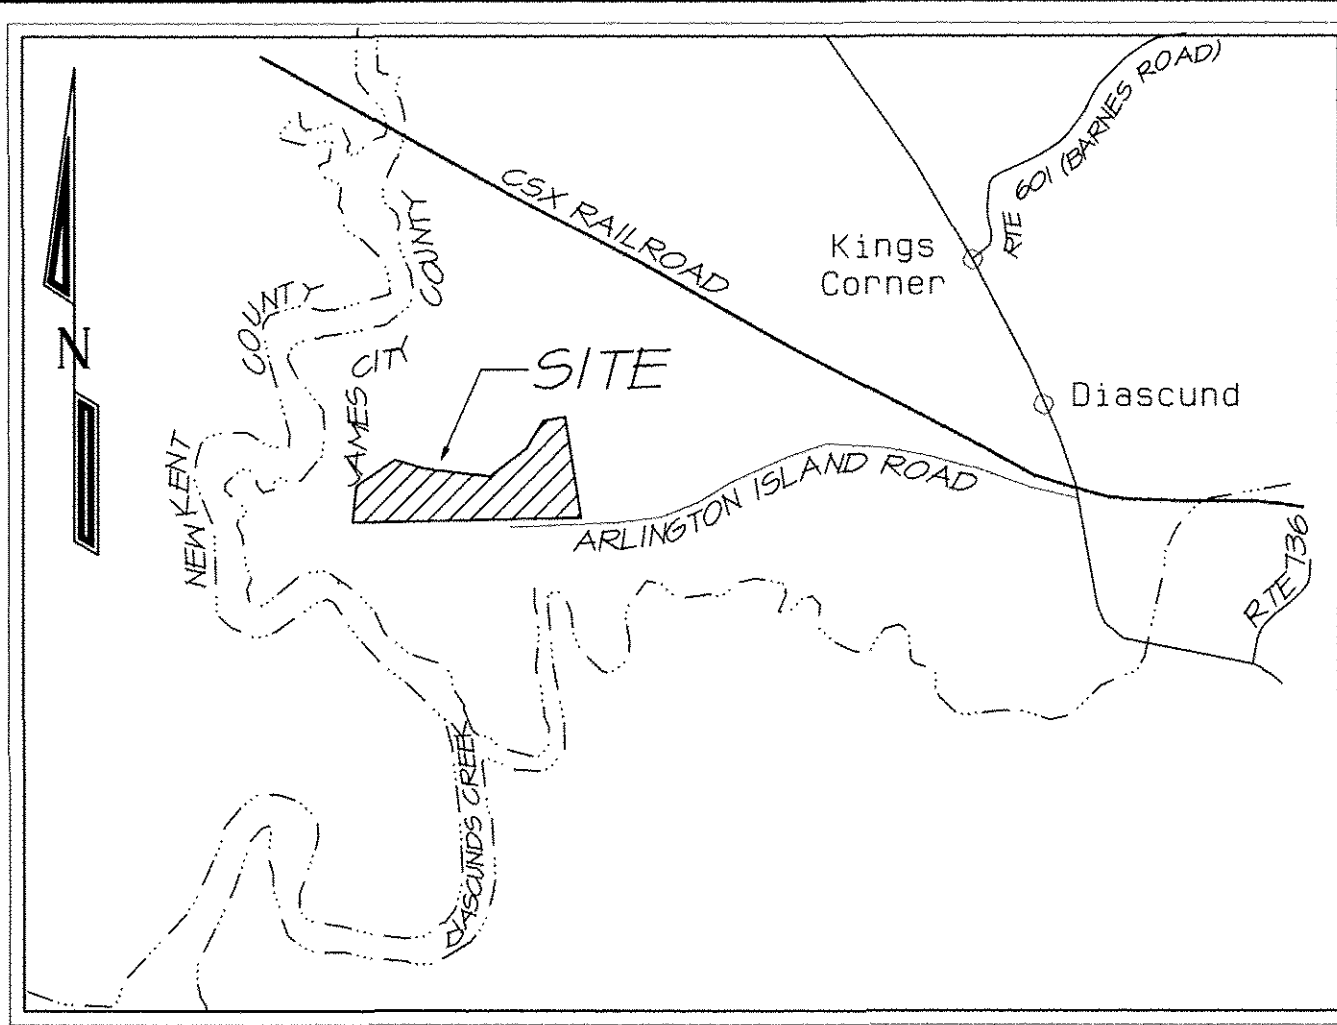 RTE 601 (BARNES ROAD)
CSX RAILROAD
Kings
Corner
COUNTY
COUNTY
N
JAMES CITY
SITE
Diascund
NEW KENT
ARLINGTON ISLAND ROAD
RTE 736
DIASCUNDS CREEK